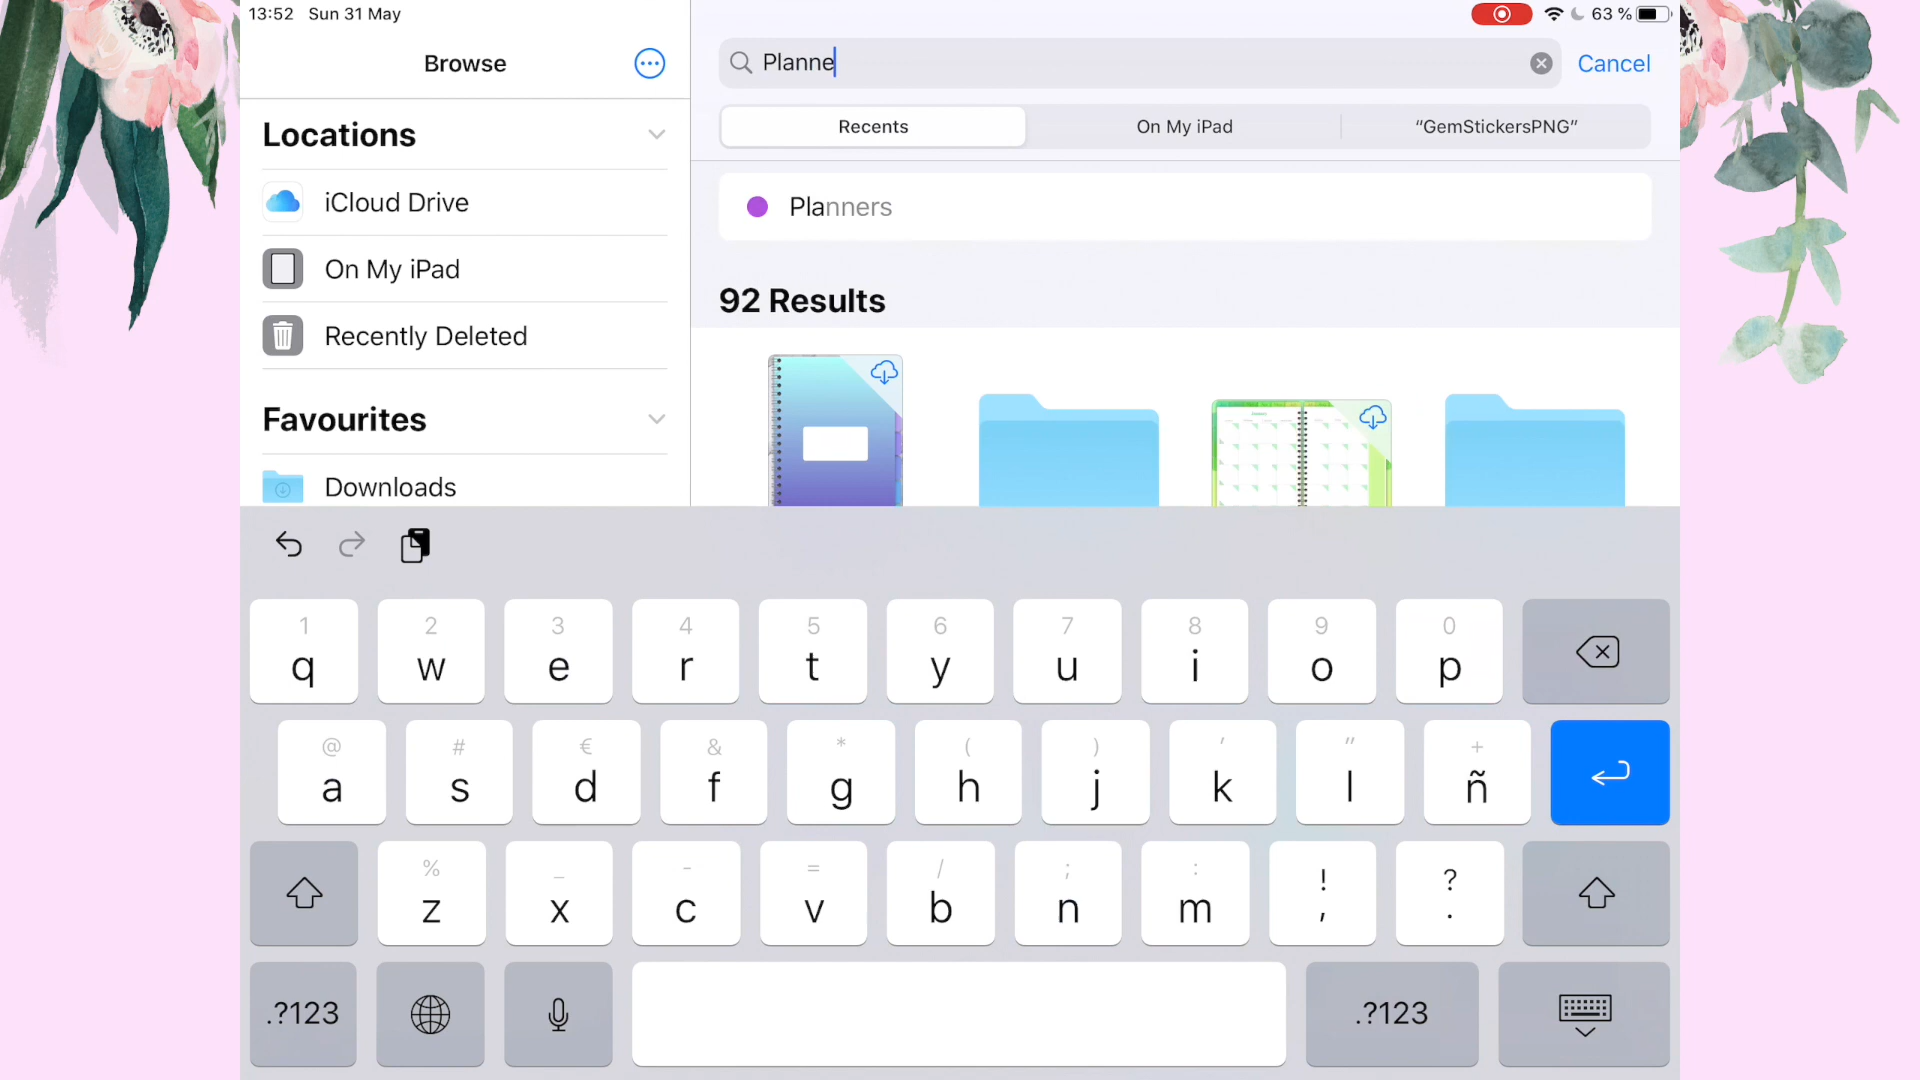 13:52 Sun 31 May
63 %
Browse
Planne
Cancel
Recents
On My iPad
“GemStickersPNG”
Locations
iCloud Drive
On My iPad
Recently Deleted
Favourites
Downloads
Planners
92 Results
1 2 3 4 5 6 7 8 9 0
q w e r t y u i o p
@ # € & * ( ) ' " +
a s d f g h j k l ñ
% _ - = / ; : ! ?
z x c v b n m , .
.?123 .?123